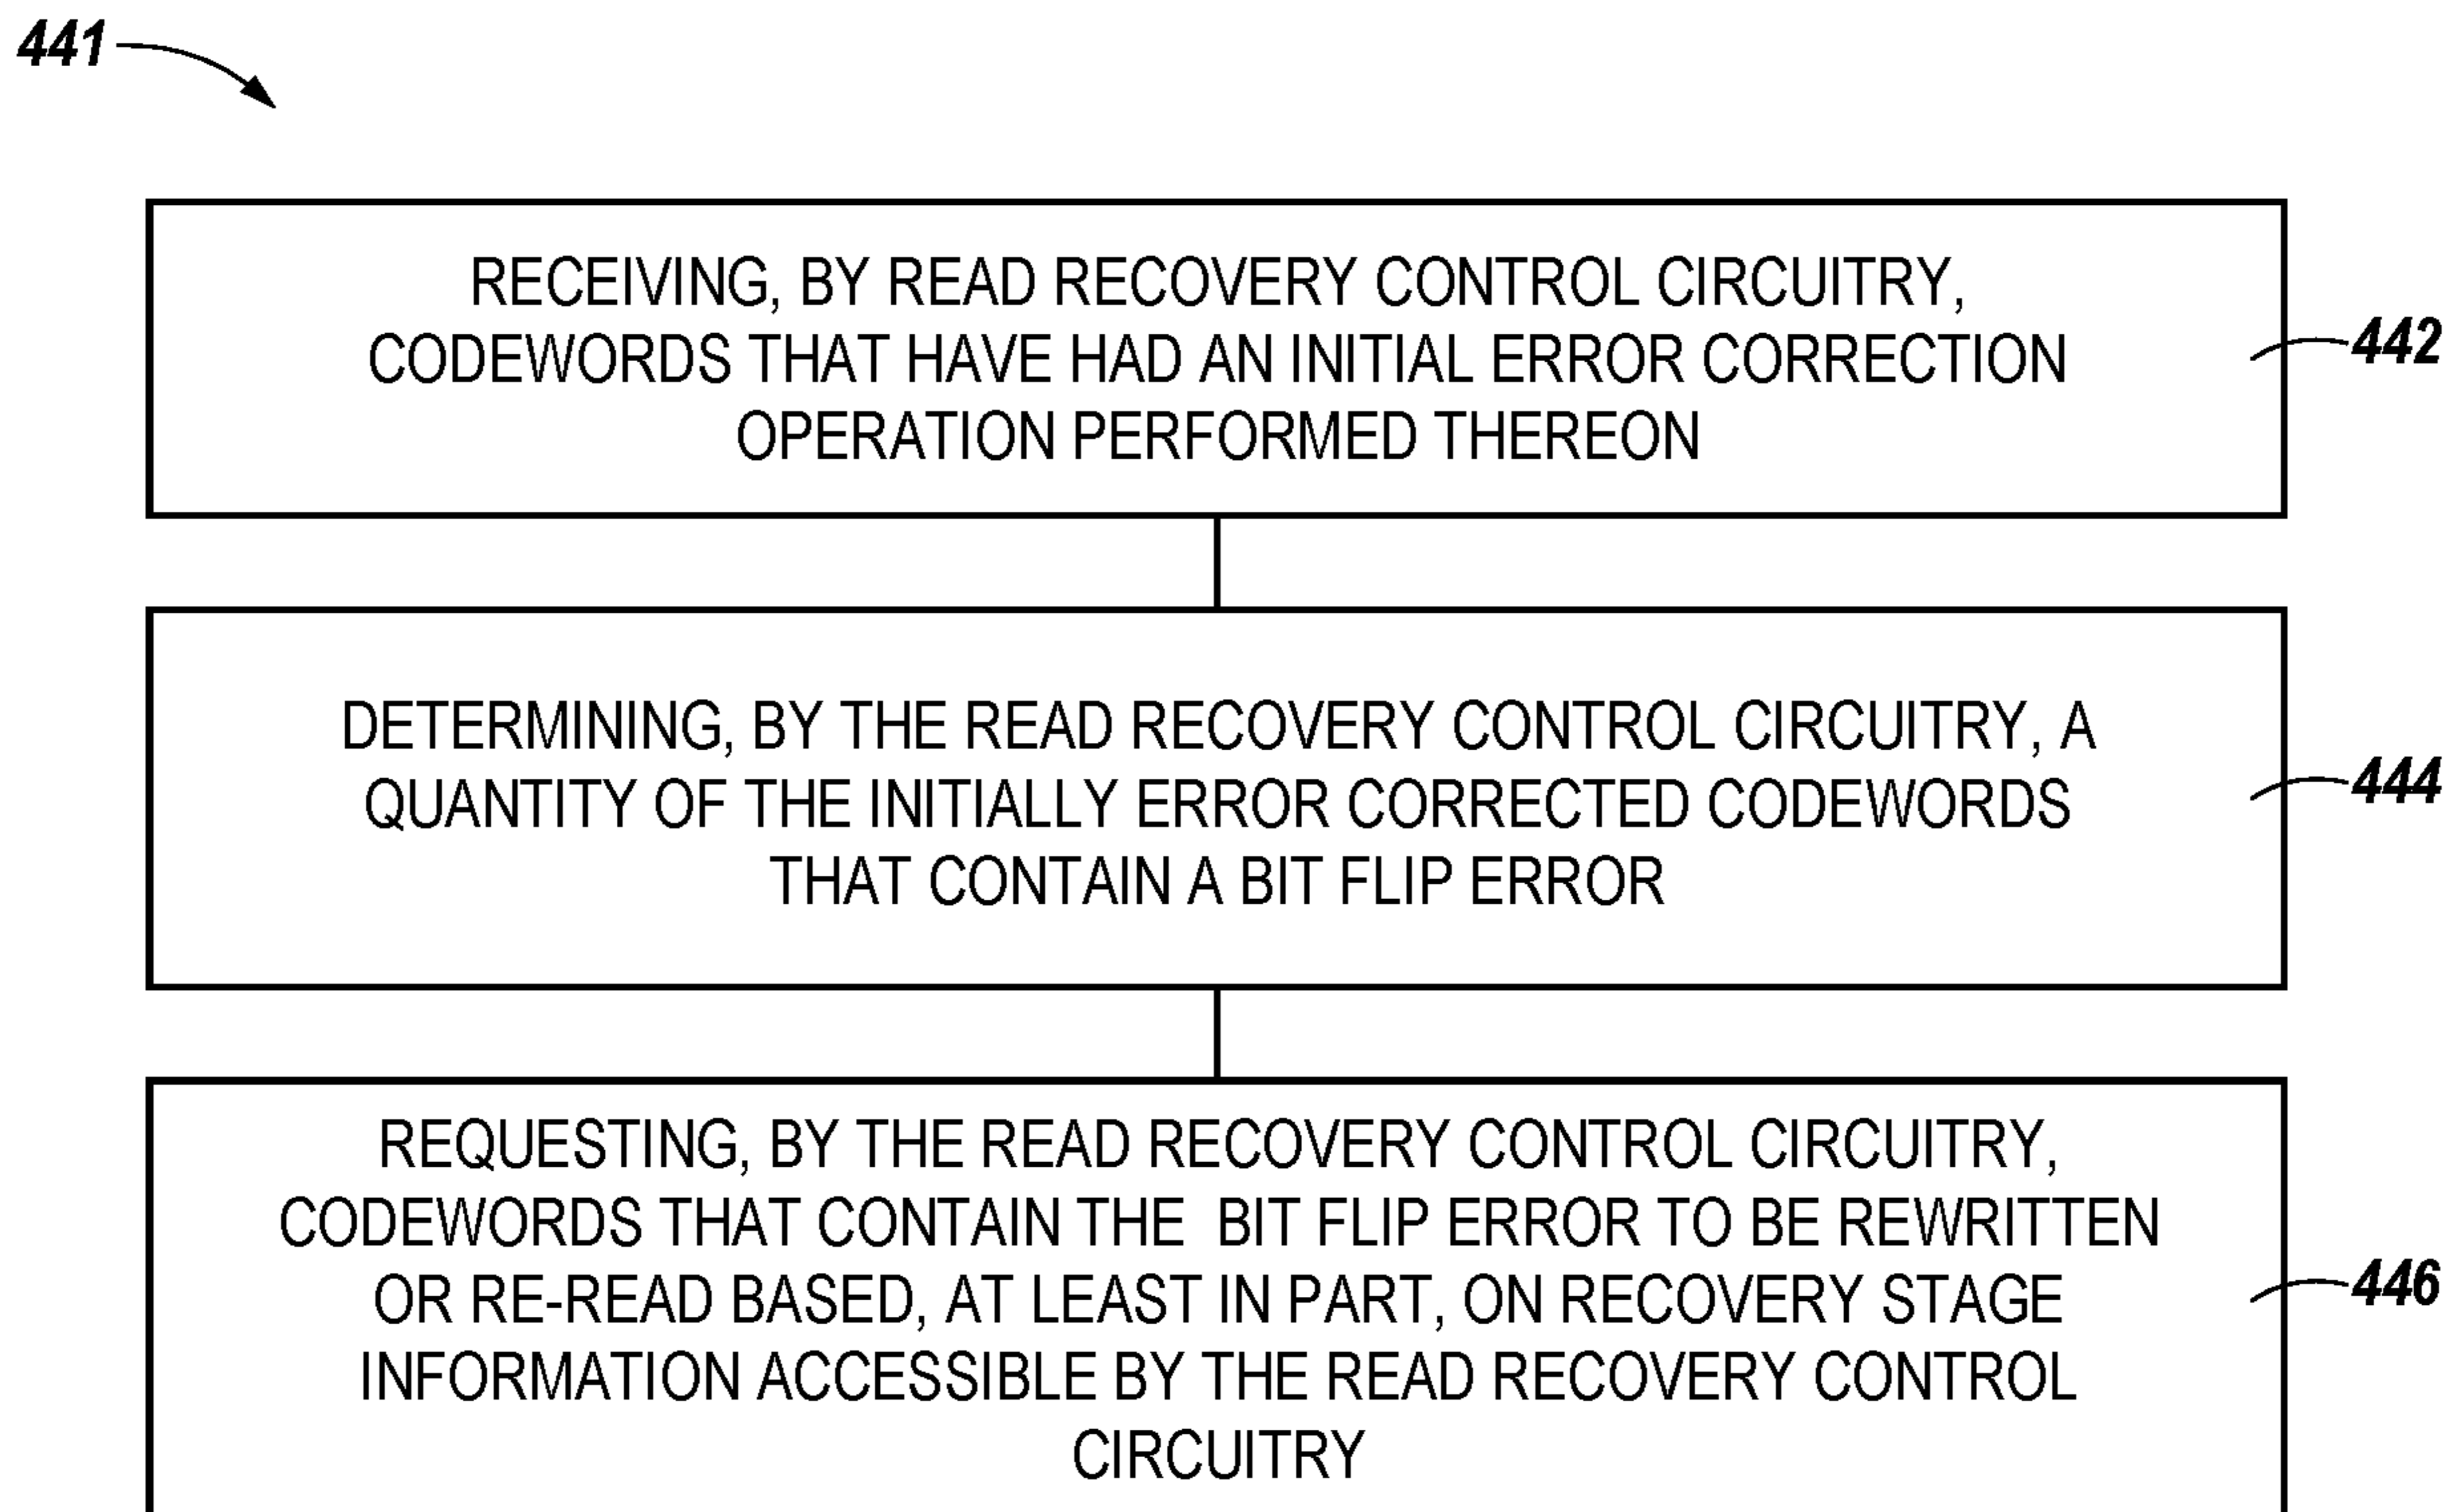 441
RECEIVING, BY READ RECOVERY CONTROL CIRCUITRY,
CODEWORDS THAT HAVE HAD AN INITIAL ERROR CORRECTION
OPERATION PERFORMED THEREON
442
DETERMINING, BY THE READ RECOVERY CONTROL CIRCUITRY, A
QUANTITY OF THE INITIALLY ERROR CORRECTED CODEWORDS
THAT CONTAIN A BIT FLIP ERROR
444
REQUESTING, BY THE READ RECOVERY CONTROL CIRCUITRY,
CODEWORDS THAT CONTAIN THE BIT FLIP ERROR TO BE REWRITTEN
OR RE-READ BASED, AT LEAST IN PART, ON RECOVERY STAGE
INFORMATION ACCESSIBLE BY THE READ RECOVERY CONTROL
CIRCUITRY
446